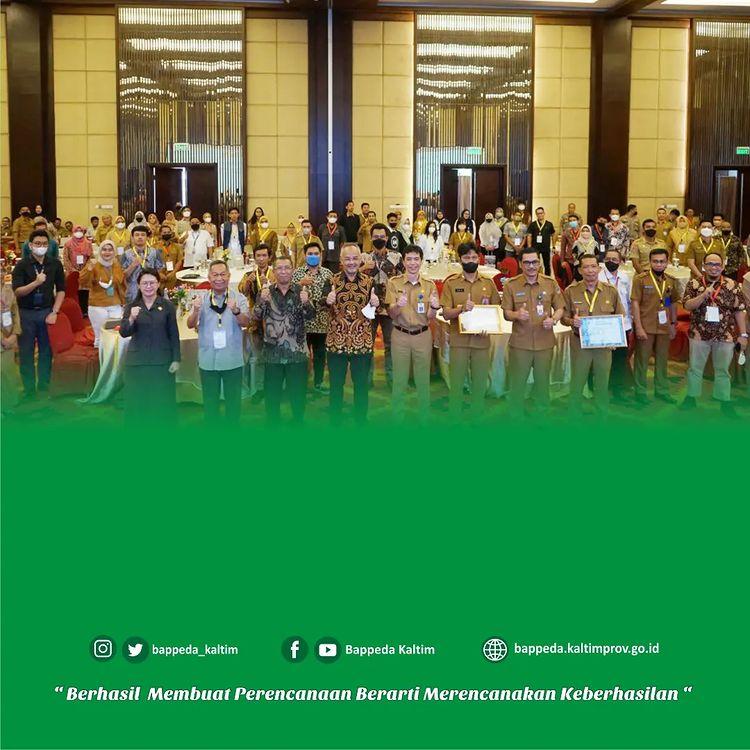 bappeda_kaltim
Bappeda Kaltim
bappeda.kaltimprov.go.id
“ Berhasil Membuat Perencanaan Berarti Merencanakan Keberhasilan “